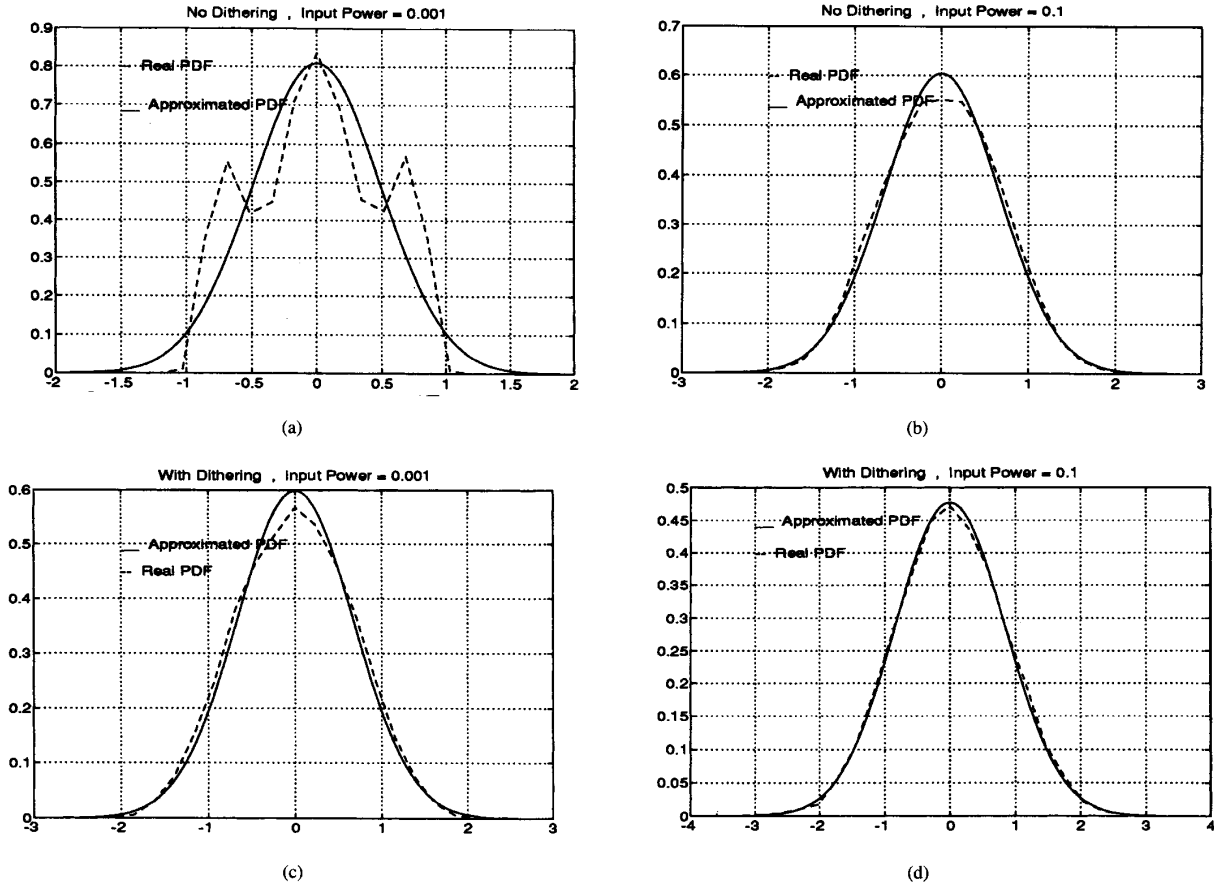 No Dithering , Input Power = 0.001
0.9
0.8
0.7
0.6
0.5
0.4
0.3
0.2
0.1
0
Real PDF
Approximated PDF
-2 -1.5 -1 -0.5 0 0.5 1 1.5 2
(a)
No Dithering , Input Power = 0.1
0.7
0.6
0.5
0.4
0.3
0.2
0.1
0
Real PDF
Approximated PDF
-3 -2 -1 0 1 2 3
(b)
With Dithering , Input Power = 0.001
0.6
0.5
0.4
0.3
0.2
0.1
0
Approximated PDF
Real PDF
-3 -2 -1 0 1 2 3
(c)
With Dithering , Input Power = 0.1
0.5
0.45
0.4
0.35
0.3
0.25
0.2
0.15
0.1
0.05
0
Approximated PDF
Real PDF
-4 -3 -2 -1 0 1 2 3 4
(d)